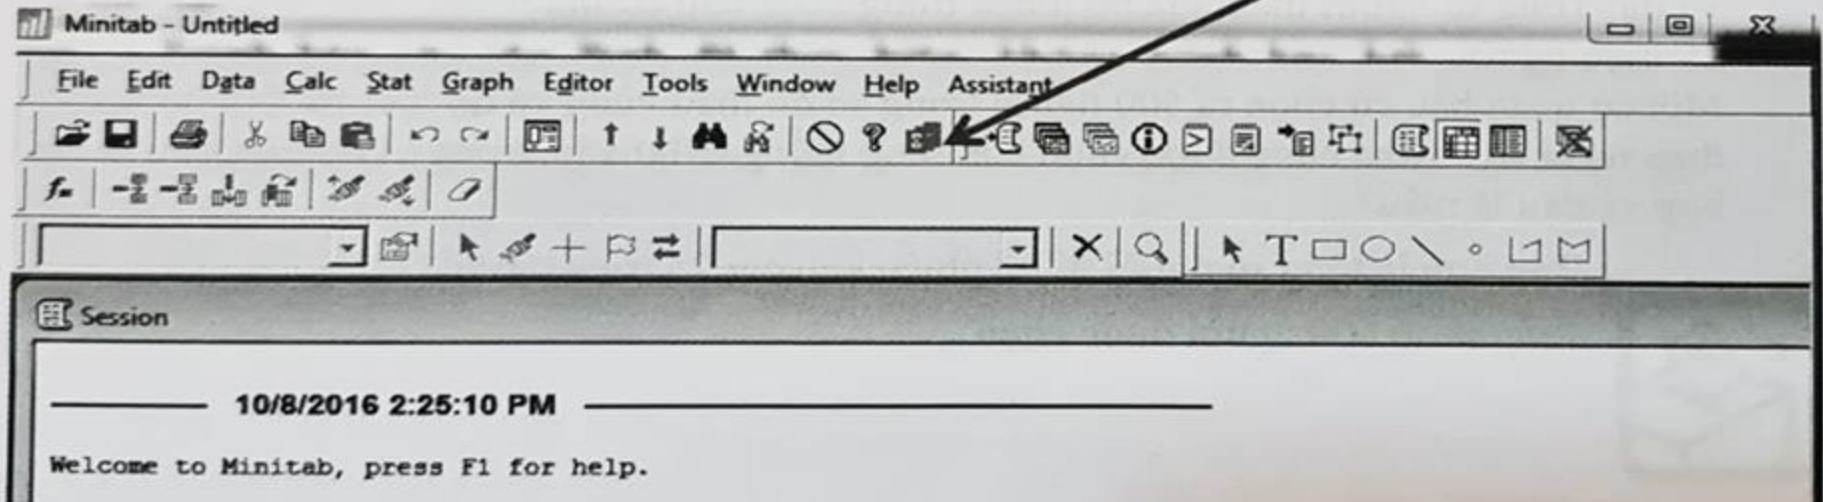 Minitab - Untitled
File Edit Data Calc Stat Graph Editor Tools Window Help Assistant
Session
10/8/2016 2:25:10 PM
Welcome to Minitab, press F1 for help.